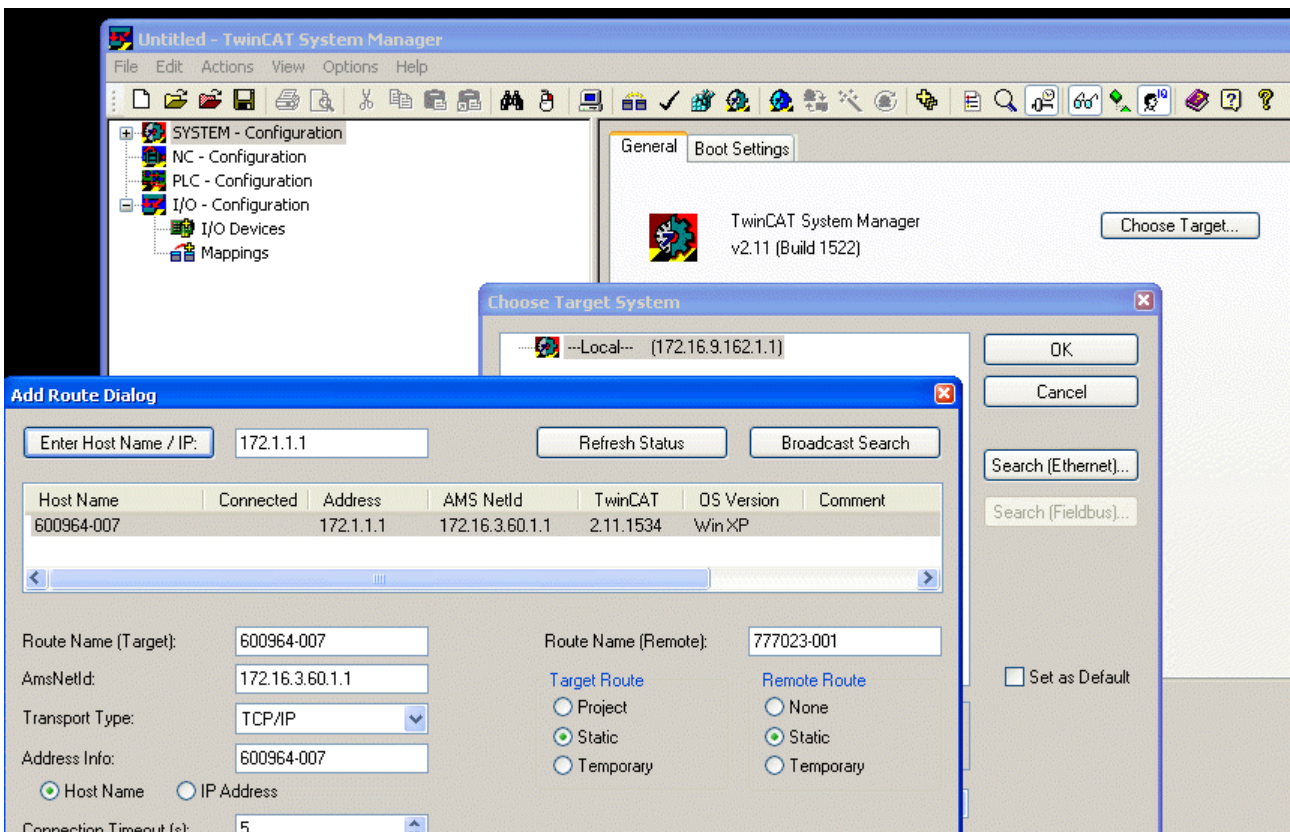 Untitled - TwinCAT System Manager
File Edit Actions View Options Help
SYSTEM - Configuration
NC - Configuration
PLC - Configuration
I/O - Configuration
I/O Devices
Mappings
General Boot Settings
TwinCAT System Manager
v2.11 (Build 1522)
Choose Target...
Choose Target System
---Local--- (172.16.9.162.1.1)
OK
Cancel
Search (Ethernet)...
Search (Fieldbus)...
Set as Default
Add Route Dialog
Enter Host Name / IP: 172.1.1.1 Refresh Status Broadcast Search
Host Name Connected Address AMS NetId TwinCAT OS Version Comment
600964-007 172.1.1.1 172.16.3.60.1.1 2.11.1534 Win XP
Route Name (Target): 600964-007 Route Name (Remote): 777023-001
AmsNetId: 172.16.3.60.1.1
Transport Type: TCP/IP
Address Info: 600964-007
Host Name IP Address
Connection Timeout (s): 5
Target Route
Project
Static
Temporary
Remote Route
None
Static
Temporary